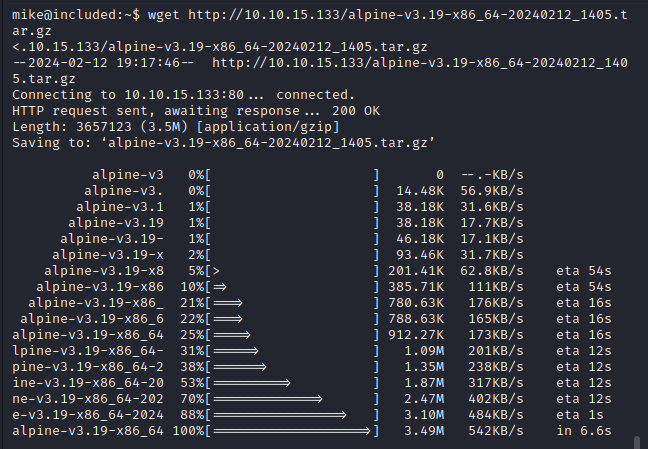 mike@included:~$ wget http://10.10.15.133/alpine-v3.19-x86_64-20240212_1405.t
ar.gz
<.10.15.133/alpine-v3.19-x86_64-20240212_1405.tar.gz
--2024-02-12 19:17:46--  http://10.10.15.133/alpine-v3.19-x86_64-20240212_140
5.tar.gz
Connecting to 10.10.15.133:80... connected.
HTTP request sent, awaiting response... 200 OK
Length: 3657123 (3.5M) [application/gzip]
Saving to: ‘alpine-v3.19-x86_64-20240212_1405.tar.gz’
alpine-v3   0%[                    ]       0  --.-KB/s
alpine-v3.   0%[                    ]  14.48K  56.9KB/s
alpine-v3.1   1%[                    ]  38.18K  31.6KB/s
alpine-v3.19   1%[                    ]  38.18K  17.7KB/s
alpine-v3.19-   1%[                    ]  46.18K  17.1KB/s
alpine-v3.19-x   2%[                    ]  93.46K  31.7KB/s
alpine-v3.19-x8   5%[>                   ] 201.41K  62.8KB/s    eta 54s
alpine-v3.19-x86  10%[=>                  ] 385.71K   111KB/s    eta 54s
alpine-v3.19-x86_  21%[===>                ] 780.63K   176KB/s    eta 16s
alpine-v3.19-x86_6  22%[===>                ] 788.63K   165KB/s    eta 16s
alpine-v3.19-x86_64  25%[====>               ] 912.27K   173KB/s    eta 16s
lpine-v3.19-x86_64-  31%[=====>              ]   1.09M   201KB/s    eta 12s
pine-v3.19-x86_64-2  38%[======>             ]   1.35M   238KB/s    eta 12s
ine-v3.19-x86_64-20  53%[=========>          ]   1.87M   317KB/s    eta 12s
ne-v3.19-x86_64-202  70%[=============>      ]   2.47M   402KB/s    eta 12s
e-v3.19-x86_64-2024  88%[================>   ]   3.10M   484KB/s    eta 1s
alpine-v3.19-x86_64 100%[===================>]   3.49M   542KB/s    in 6.6s